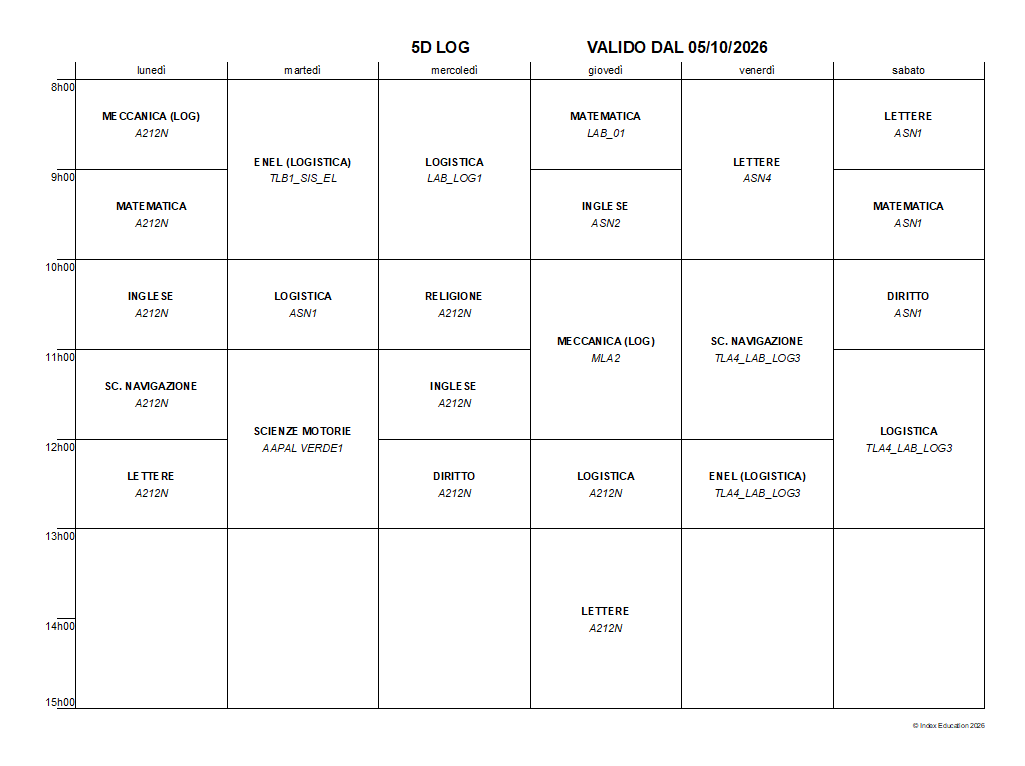 5D LOG VALIDO DAL 05/10/2026
lunedì martedì mercoledì giovedì venerdì sabato
8h00
MECCANICA (LOG)
A212N
ENEL (LOGISTICA)
TLB1_SIS_EL
LOGISTICA
LAB_LOG1
MATEMATICA
LAB_01
LETTERE
ASN4
LETTERE
ASN1
9h00
MATEMATICA
A212N
INGLESE
ASN2
MATEMATICA
ASN1
10h00
INGLESE
A212N
LOGISTICA
ASN1
RELIGIONE
A212N
MECCANICA (LOG)
MLA2
SC. NAVIGAZIONE
TLA4_LAB_LOG3
DIRITTO
ASN1
11h00
SC. NAVIGAZIONE
A212N
SCIENZE MOTORIE
AAPAL VERDE1
INGLESE
A212N
LOGISTICA
TLA4_LAB_LOG3
12h00
LETTERE
A212N
DIRITTO
A212N
LOGISTICA
A212N
ENEL (LOGISTICA)
TLA4_LAB_LOG3
13h00
LETTERE
A212N
14h00
15h00
© Index Education 2026